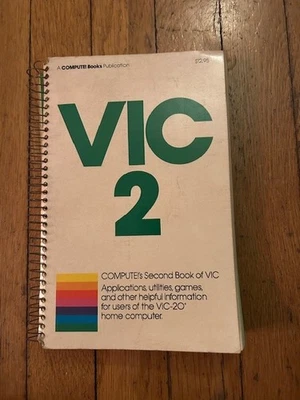 A COMPUTE! Books Publication
$12.95
VIC
2
COMPUTE!'s Second Book of VIC
Applications, utilities, games,
and other helpful information
for users of the VIC-20
home computer.